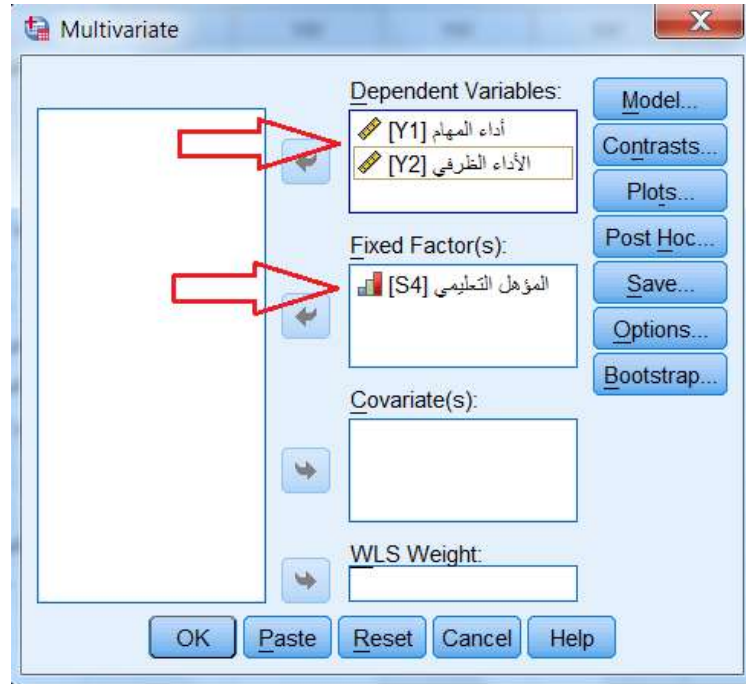 Multivariate
Dependent Variables:
أداء المهام [Y1]
الأداء الظرفي [Y2]
Fixed Factor(s):
المؤهل التعليمي [S4]
Covariate(s):
WLS Weight:
Model...
Contrasts...
Plots...
Post Hoc...
Save...
Options...
Bootstrap...
OK
Paste
Reset
Cancel
Help